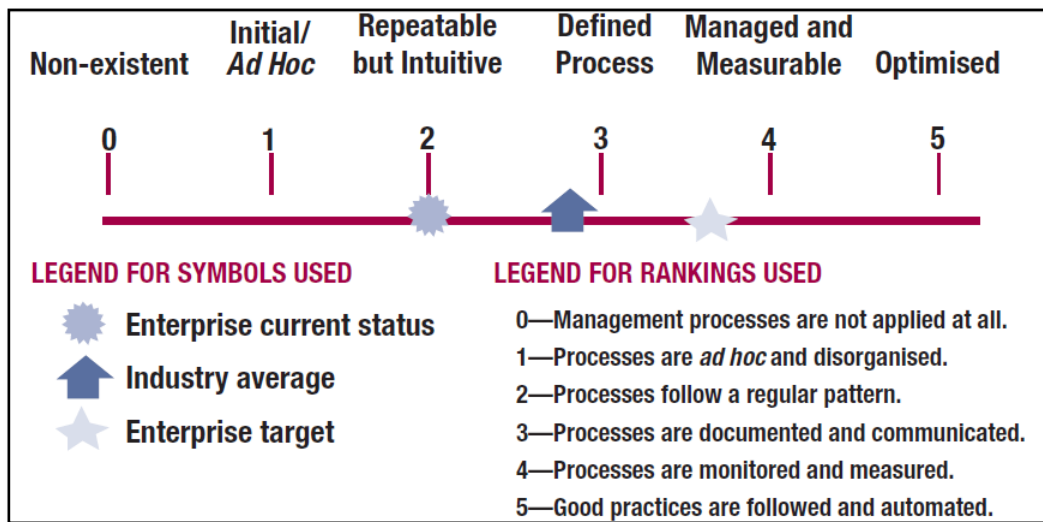 Non-existent
Initial/
Ad Hoc
Repeatable
but Intuitive
Defined
Process
Managed and
Measurable
Optimised
0
1
2
3
4
5
LEGEND FOR SYMBOLS USED
Enterprise current status
Industry average
Enterprise target
LEGEND FOR RANKINGS USED
0—Management processes are not applied at all.
1—Processes are ad hoc and disorganised.
2—Processes follow a regular pattern.
3—Processes are documented and communicated.
4—Processes are monitored and measured.
5—Good practices are followed and automated.